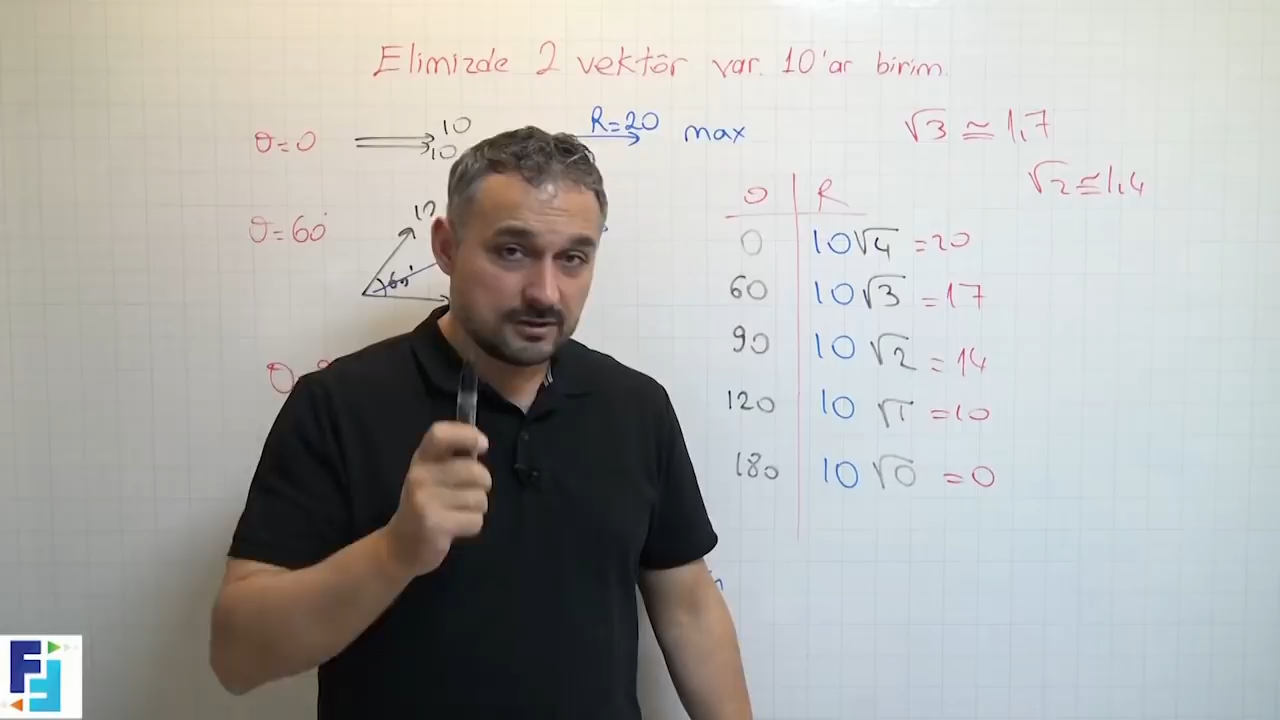 Elimizde 2 vektör var. 10'ar birim
θ=0 10 10 R=20 max
√3 ≅ 1,7
√2 ≅ 1,4
θ=60° 10 60°
θ R
0 10√4 = 20
60 10√3 = 17
90 10√2 = 14
120 10√1 = 10
180 10√0 = 0